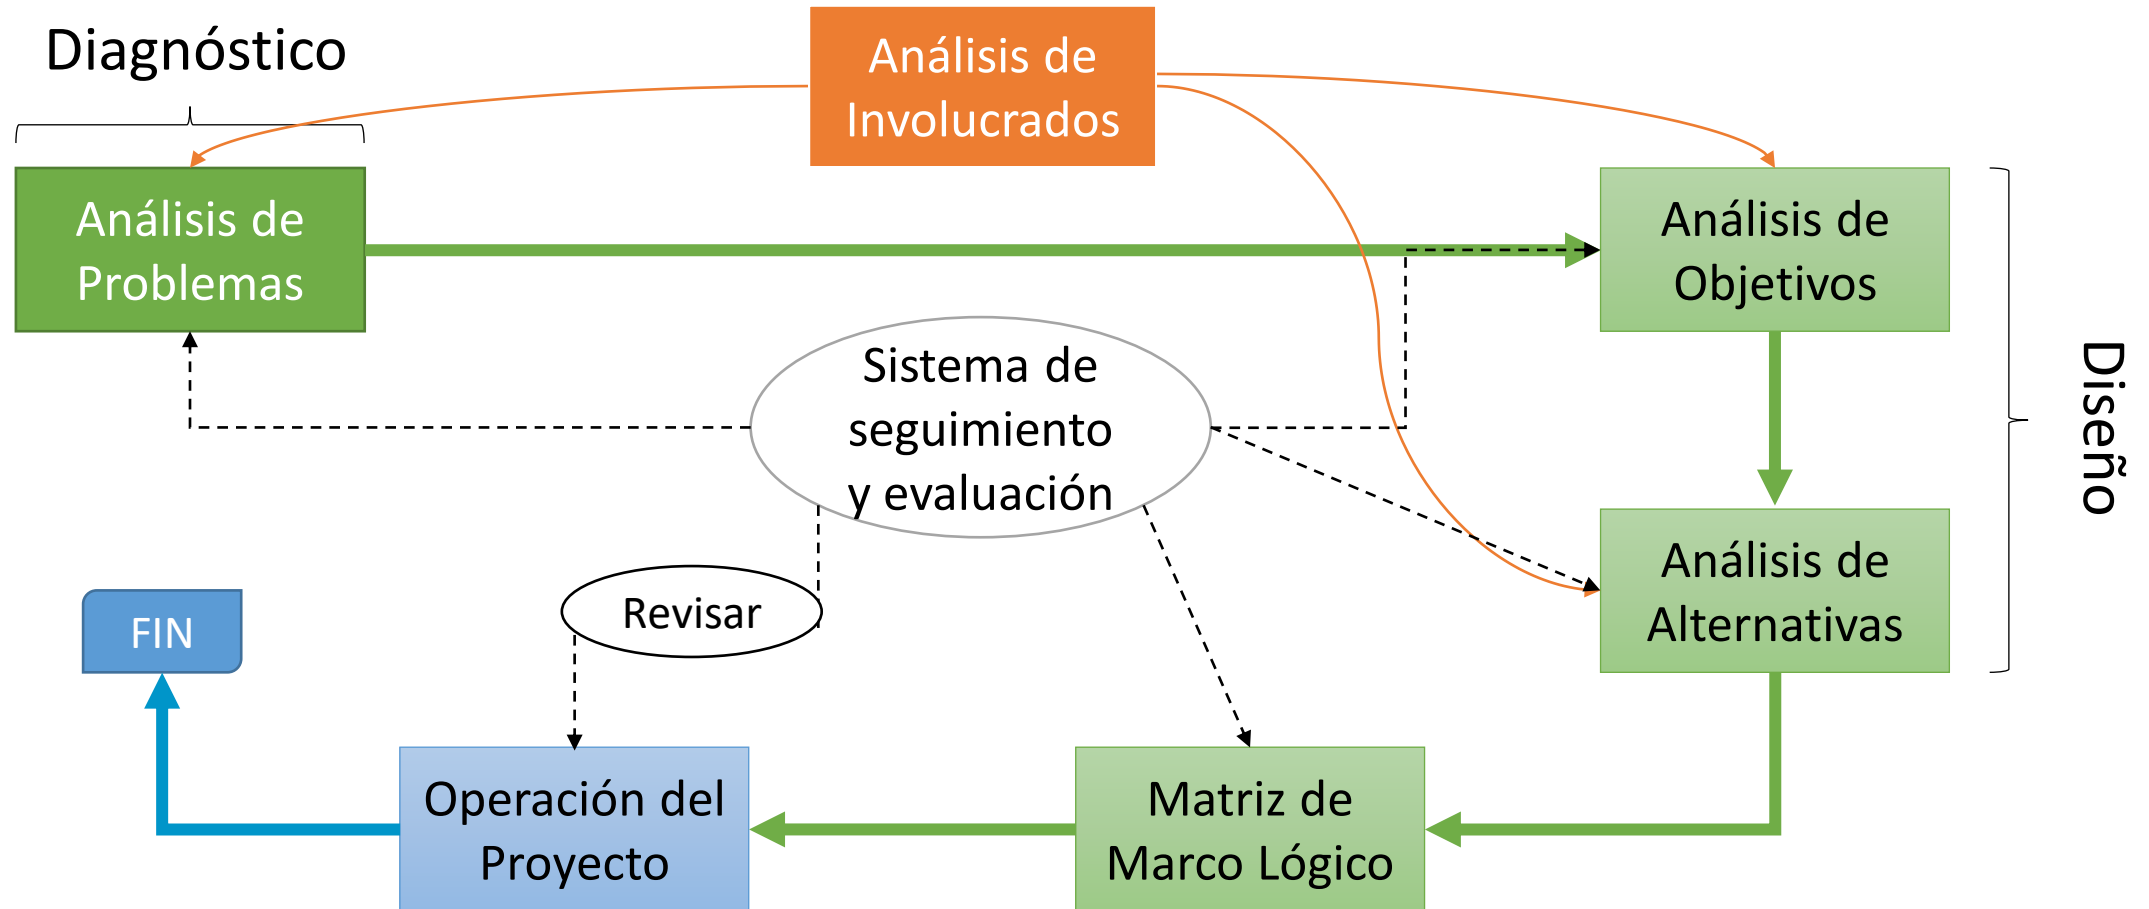 Diagnóstico
Análisis de
Involucrados
Análisis de
Problemas
Análisis de
Objetivos
Sistema de
seguimiento
y evaluación
Diseño
Análisis de
Alternativas
Revisar
FIN
Operación del
Proyecto
Matriz de
Marco Lógico